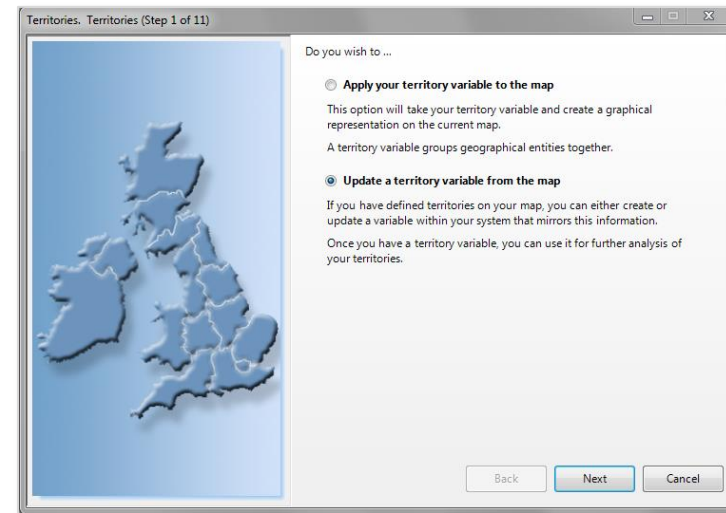 Territories. Territories (Step 1 of 11)
Do you wish to ...
Apply your territory variable to the map
This option will take your territory variable and create a graphical
representation on the current map.
A territory variable groups geographical entities together.
Update a territory variable from the map
If you have defined territories on your map, you can either create or
update a variable within your system that mirrors this information.
Once you have a territory variable, you can use it for further analysis of
your territories.
Back Next Cancel